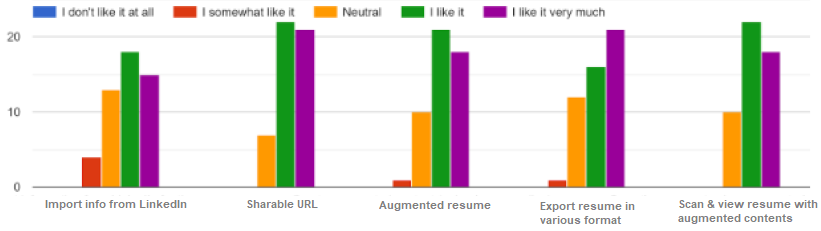 I don't like it at all I somewhat like it Neutral I like it I like it very much
20
10
0
Import info from LinkedIn Sharable URL Augmented resume Export resume in various format Scan & view resume with augmented contents